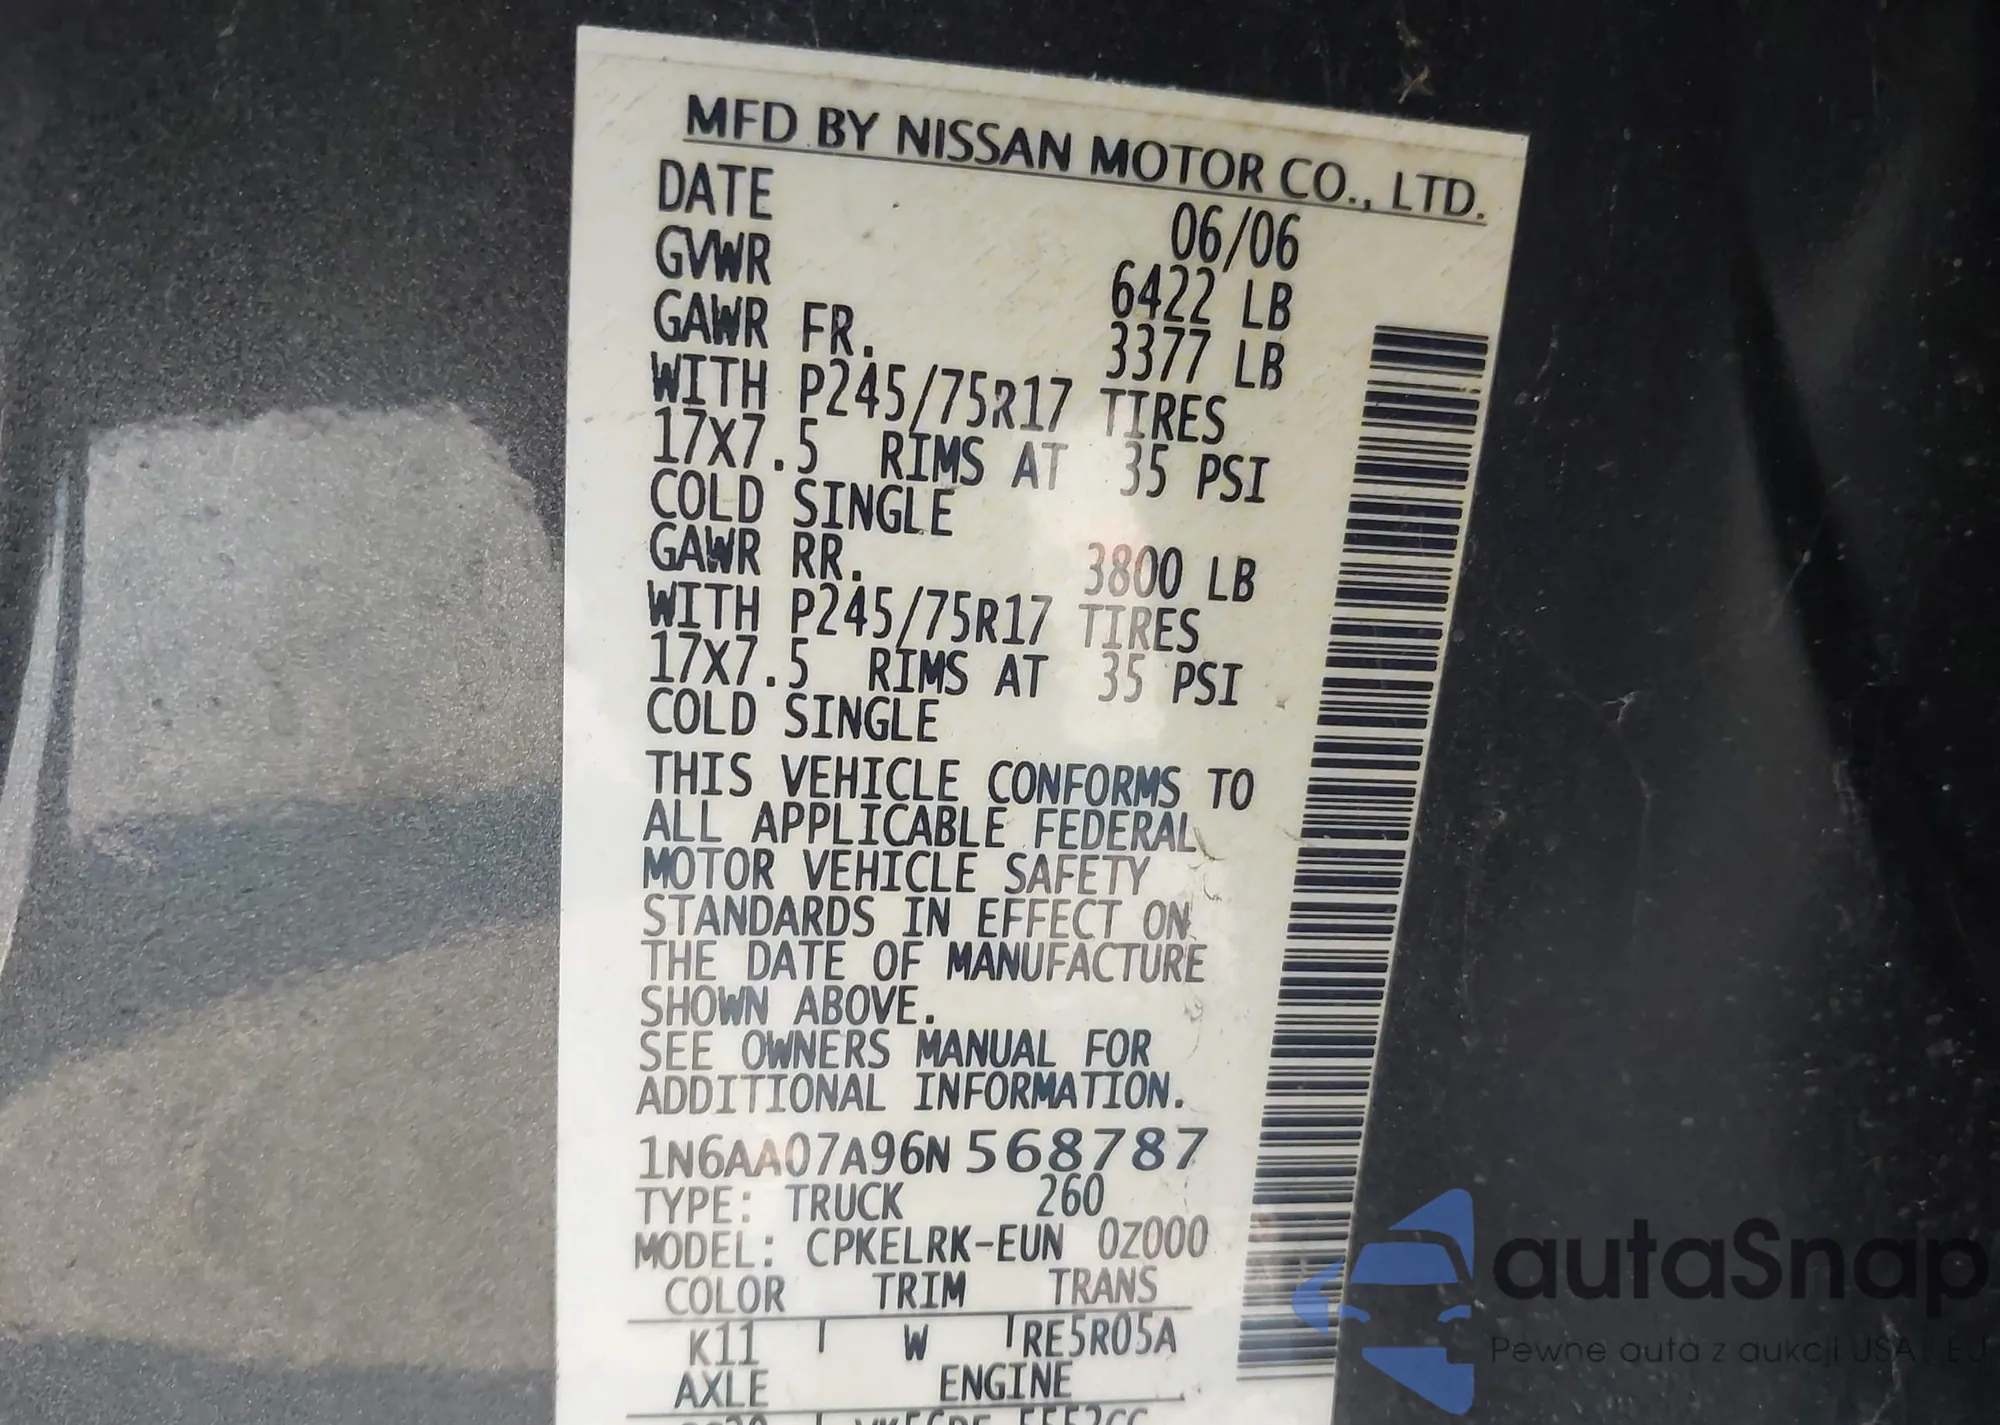 MFD BY NISSAN MOTOR CO., LTD.
DATE 06/06
GVWR 6422 LB
GAWR FR. 3377 LB
WITH P245/75R17 TIRES
17X7.5 RIMS AT 35 PSI
COLD SINGLE
GAWR RR. 3800 LB
WITH P245/75R17 TIRES
17X7.5 RIMS AT 35 PSI
COLD SINGLE
THIS VEHICLE CONFORMS TO
ALL APPLICABLE FEDERAL
MOTOR VEHICLE SAFETY
STANDARDS IN EFFECT ON
THE DATE OF MANUFACTURE
SHOWN ABOVE.
SEE OWNERS MANUAL FOR
ADDITIONAL INFORMATION.
1N6AA07A96N568787
TYPE: TRUCK 260
MODEL: CPKELRK-EUN 0Z000
COLOR TRIM TRANS
K11 W RE5R05A
AXLE ENGINE
autaSnap
Pewne auta z aukcji USA i EU